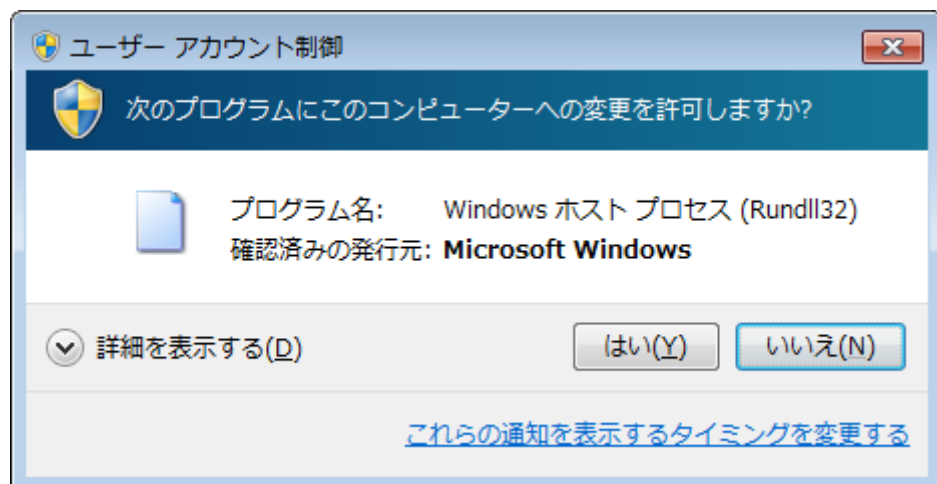 ユーザー アカウント制御
次のプログラムにこのコンピューターへの変更を許可しますか?
プログラム名: Windows ホスト プロセス (Rundll32)
確認済みの発行元: Microsoft Windows
詳細を表示する(D) はい(Y) いいえ(N)
これらの通知を表示するタイミングを変更する